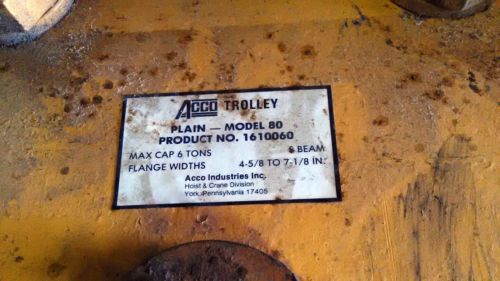 ACCO TROLLEY
PLAIN — MODEL 80
PRODUCT NO. 1610060
MAX CAP 6 TONS BEAM
FLANGE WIDTHS 4-5/8 TO 7-1/8 IN.
Acco Industries Inc.
Hoist & Crane Division
York, Pennsylvania 17405